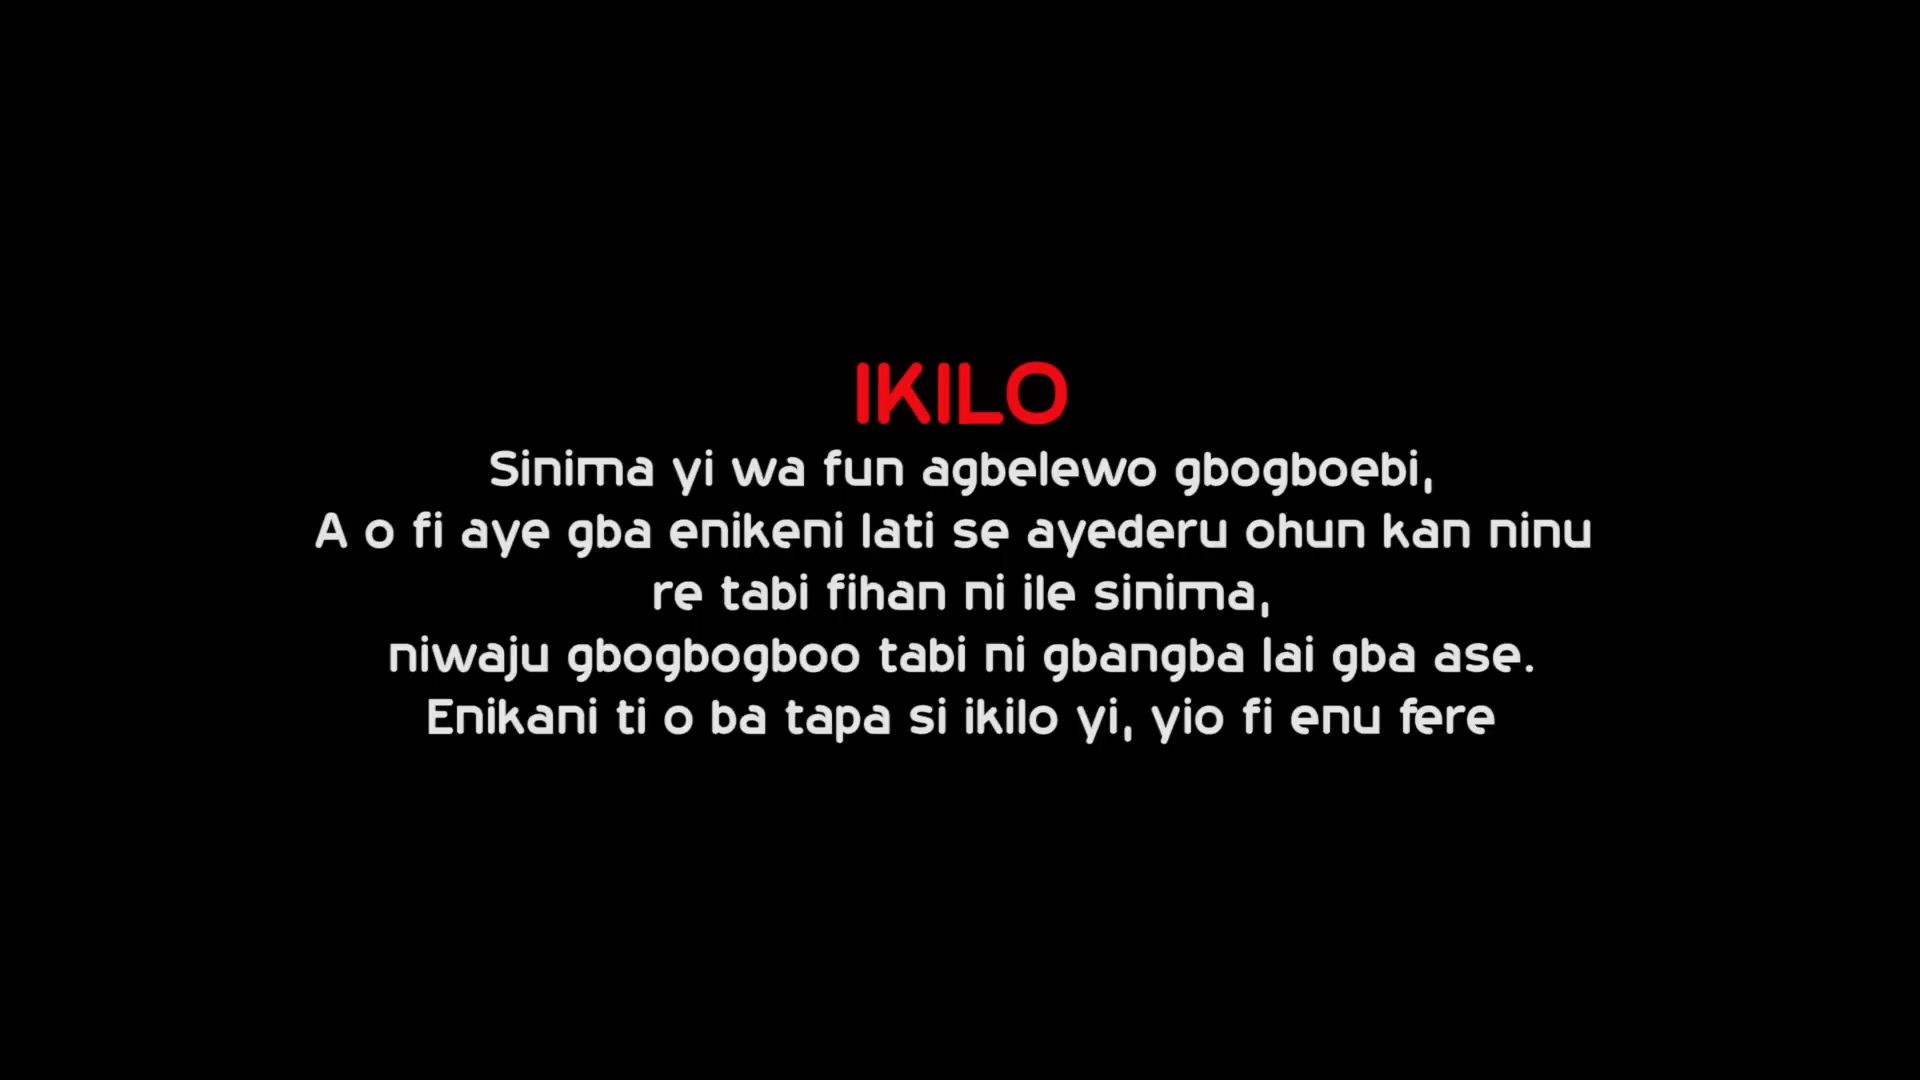 IKILO
Sinima yi wa fun agbelewo gbogboebi,
A o fi aye gba enikeni lati se ayederu ohun kan ninu
re tabi fihan ni ile sinima,
niwaju gbogbogboo tabi ni gbangba lai gba ase.
Enikani ti o ba tapa si ikilo yi, yio fi enu fere